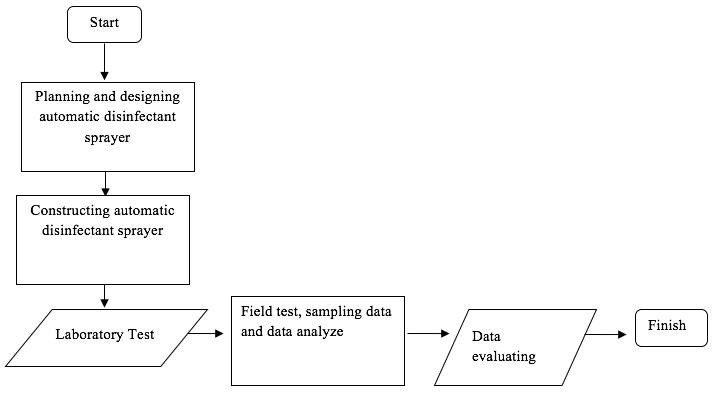 Start
Planning and designing
automatic disinfectant
sprayer
Constructing automatic
disinfectant sprayer
Laboratory Test
Field test, sampling data
and data analyze
Data
evaluating
Finish